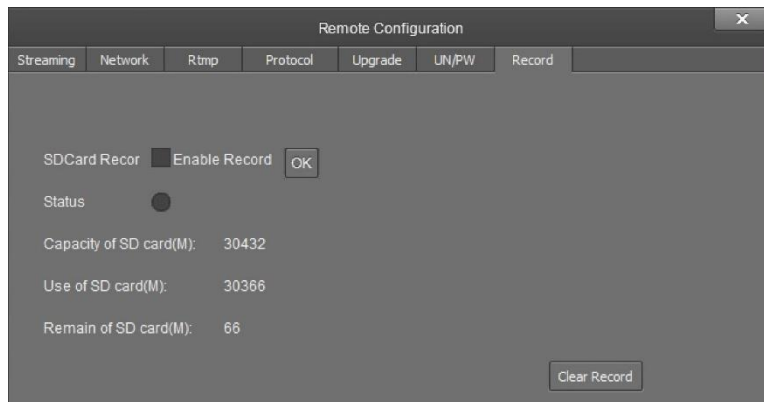 Remote Configuration
Streaming Network Rtmp Protocol Upgrade UN/PW Record
SDCard Recor Enable Record OK
Status
Capacity of SD card(M): 30432
Use of SD card(M): 30366
Remain of SD card(M): 66
Clear Record